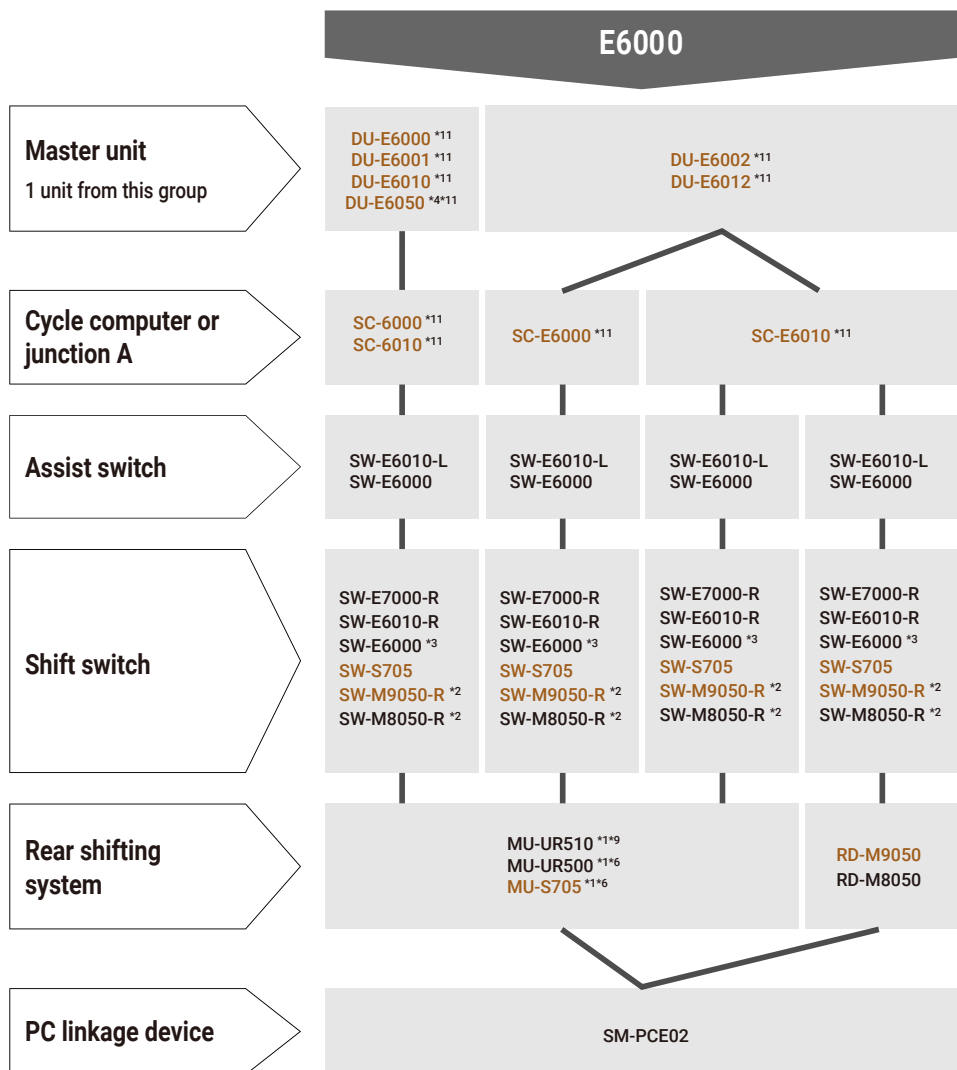 E6000
Master unit
1 unit from this group
DU-E6000 *11
DU-E6001 *11
DU-E6010 *11
DU-E6050 *4*11
DU-E6002 *11
DU-E6012 *11
Cycle computer or
junction A
SC-6000 *11
SC-6010 *11
SC-E6000 *11
SC-E6010 *11
Assist switch
SW-E6010-L
SW-E6000
SW-E6010-L
SW-E6000
SW-E6010-L
SW-E6000
SW-E6010-L
SW-E6000
Shift switch
SW-E7000-R
SW-E6010-R
SW-E6000 *3
SW-S705
SW-M9050-R *2
SW-M8050-R *2
SW-E7000-R
SW-E6010-R
SW-E6000 *3
SW-S705
SW-M9050-R *2
SW-M8050-R *2
SW-E7000-R
SW-E6010-R
SW-E6000 *3
SW-S705
SW-M9050-R *2
SW-M8050-R *2
SW-E7000-R
SW-E6010-R
SW-E6000 *3
SW-S705
SW-M9050-R *2
SW-M8050-R *2
Rear shifting
system
MU-UR510 *1*9
MU-UR500 *1*6
MU-S705 *1*6
RD-M9050
RD-M8050
PC linkage device
SM-PCE02